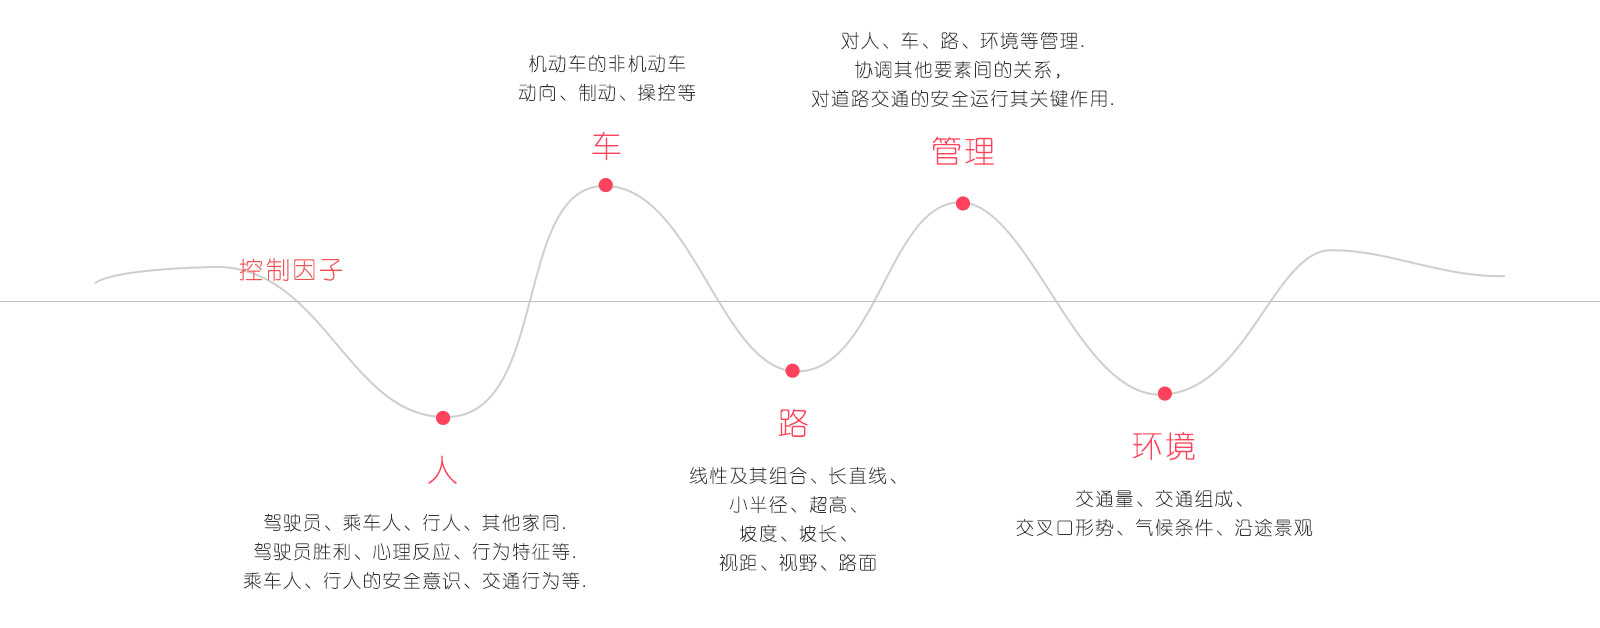 控制因子
人
驾驶员、乘车人、行人、其他家同.
驾驶员胜利、心理反应、行为特征等.
乘车人、行人的安全意识、交通行为等.
机动车的非机动车
动向、制动、操控等
车
路
线性及其组合、长直线、
小半径、超高、
坡度、坡长、
视距、视野、路面
对人、车、路、环境等管理.
协调其他要素间的关系，
对道路交通的安全运行其关键作用.
管理
环境
交通量、交通组成、
交叉口形势、气候条件、沿途景观